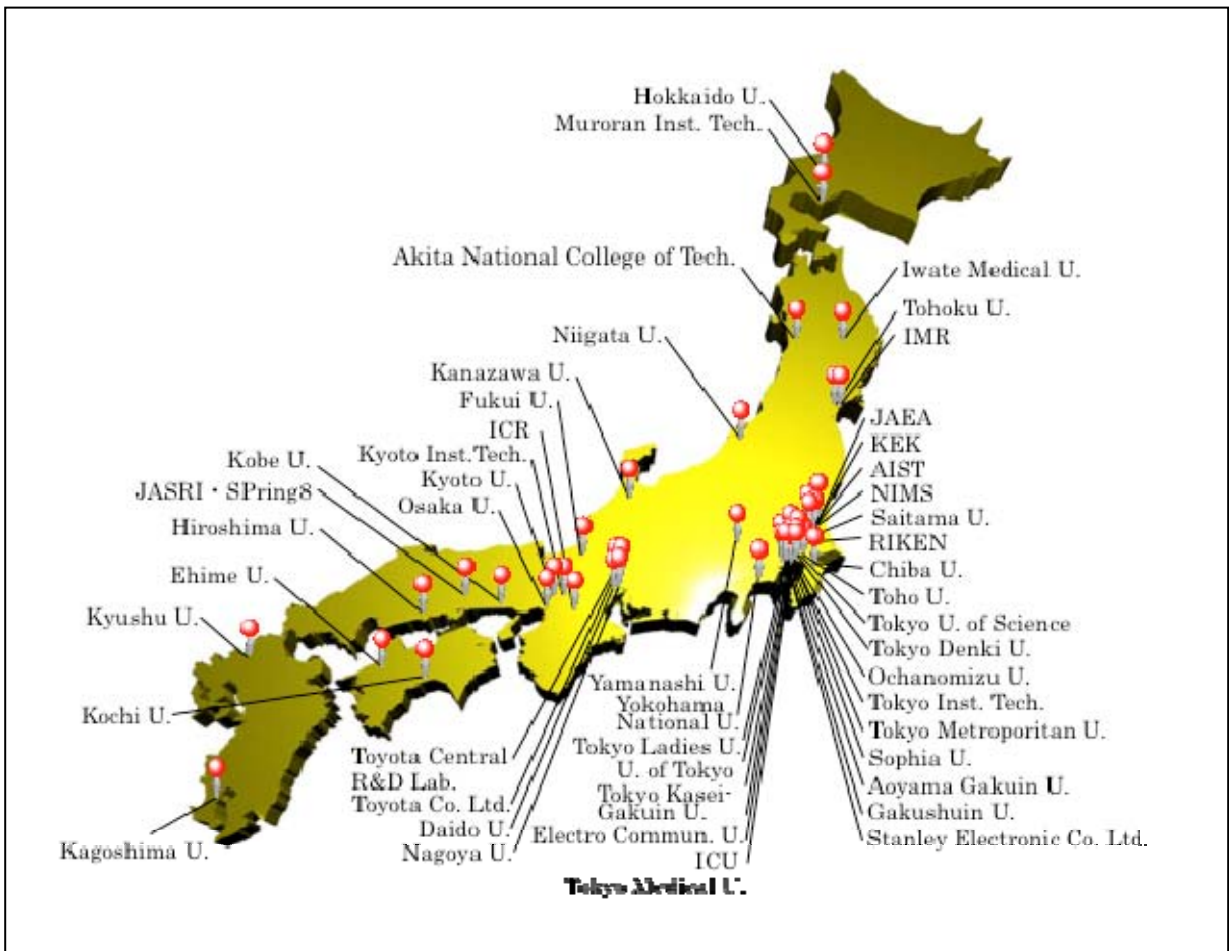 Hokkaido U.
Muroran Inst. Tech.
Akita National College of Tech.
Iwate Medical U.
Tohoku U.
IMR
Niigata U.
Kanazawa U.
Fukui U.
ICR
Kyoto Inst.Tech.
Kyoto U.
Osaka U.
Kobe U.
JASRI・SPring8
Hiroshima U.
Ehime U.
Kyushu U.
Kochi U.
Kagoshima U.
JAEA
KEK
AIST
NIMS
Saitama U.
RIKEN
Chiba U.
Toho U.
Tokyo U. of Science
Tokyo Denki U.
Ochanomizu U.
Tokyo Inst. Tech.
Tokyo Metroporitan U.
Sophia U.
Aoyama Gakuin U.
Gakushuin U.
Stanley Electronic Co. Ltd.
Yamanashi U.
Yokohama
National U.
Tokyo Ladies U.
U. of Tokyo
Tokyo Kasei-
Gakuin U.
Electro Commun. U.
ICU
Tokyo Medical U.
Toyota Central
R&D Lab.
Toyota Co. Ltd.
Daido U.
Nagoya U.